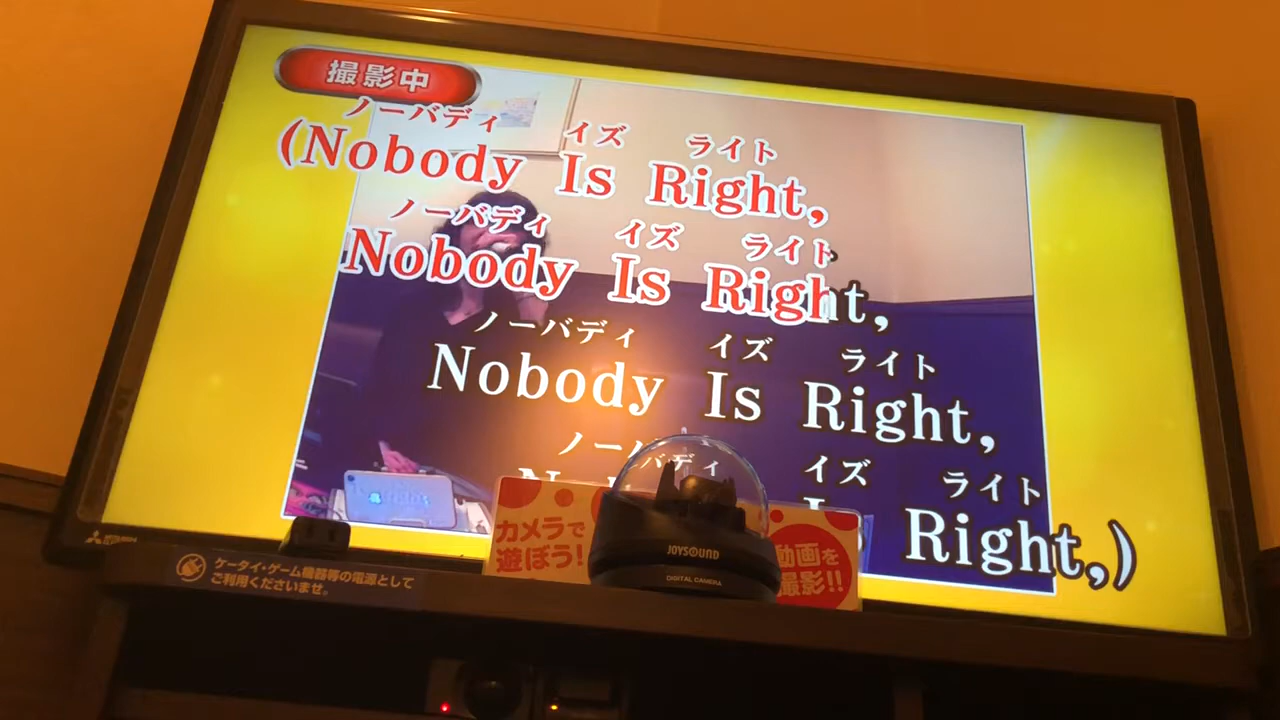 撮影中
ノーバディ イズ ライト
(Nobody Is Right,
ノーバディ イズ ライト
Nobody Is Right,
ノーバディ イズ ライト
Nobody Is Right,
ノーバディ イズ ライト
Right,)
カメラで
遊ぼう!
JOYSOUND
DIGITAL CAMERA
動画を
撮影!!
MITSUBISHI
ケータイ・ゲーム機器等の電源として
ご利用くださいませ。